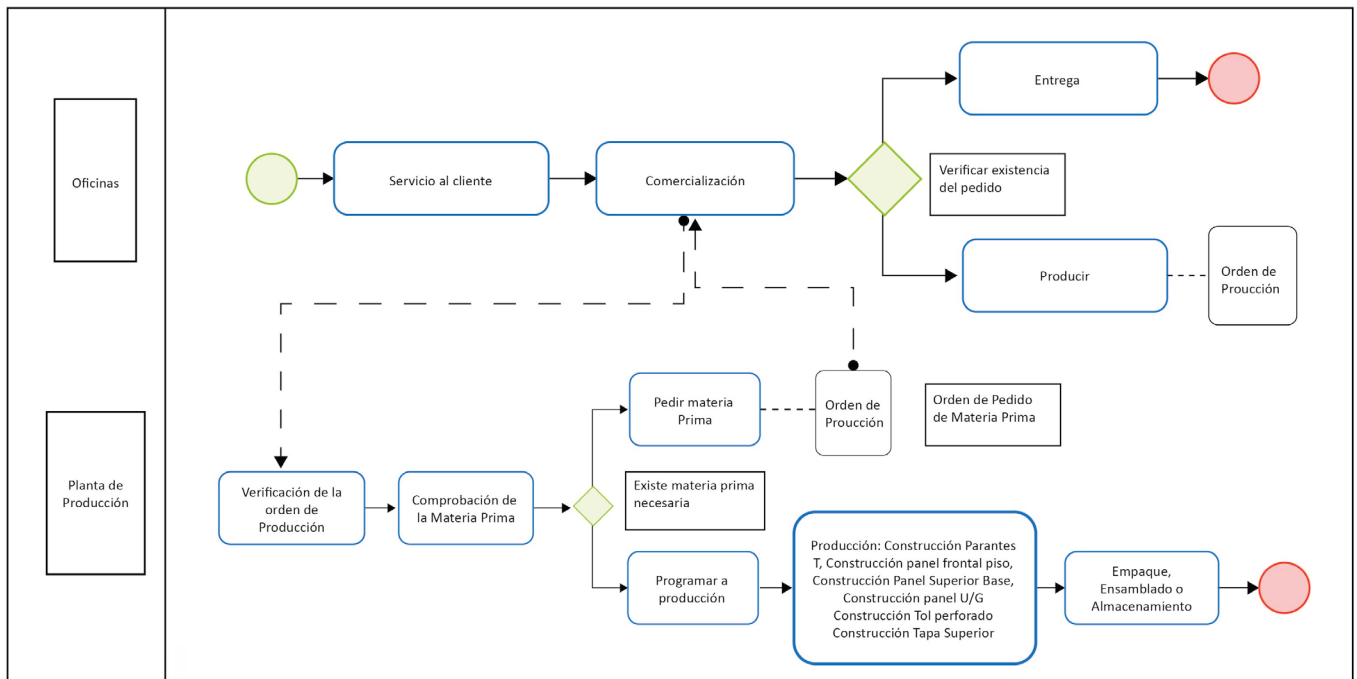 Oficinas
Servicio al cliente
Comercialización
Entrega
Verificar existencia
del pedido
Producir
Orden de
Proucción
Planta de
Producción
Verificación de la
orden de
Producción
Comprobación de
la Materia Prima
Pedir materia
Prima
Orden de
Proucción
Orden de Pedido
de Materia Prima
Existe materia prima
necesaria
Programar a
producción
Producción: Construcción Parantes
T, Construcción panel frontal piso,
Construcción Panel Superior Base,
Construcción panel U/G
Construcción Tol perforado
Construcción Tapa Superior
Empaque,
Ensamblado o
Almacenamiento